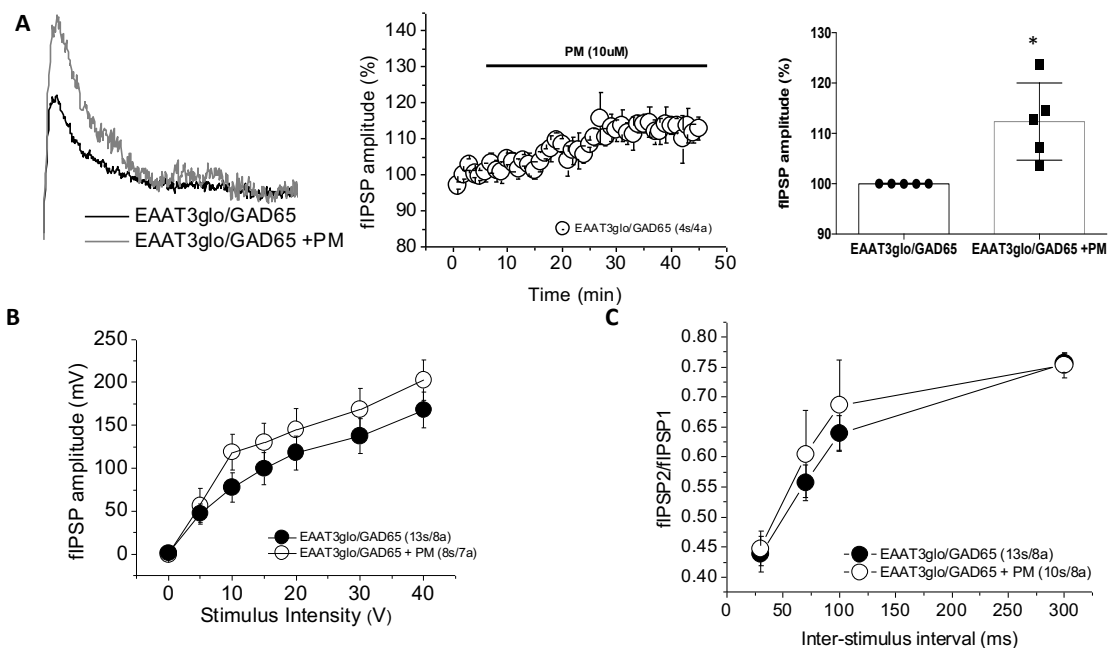 A
EAAT3glo/GAD65
EAAT3glo/GAD65 +PM
fIPSP amplitude (%)
140
130
120
110
100
90
80
PM (10uM)
EAAT3glo/GAD65 (4s/4a)
0 10 20 30 40 50
Time (min)
fIPSP amplitude (%)
130
120
110
100
90
*
EAAT3glo/GAD65 EAAT3glo/GAD65 +PM
B
fIPSP amplitude (mV)
250
200
150
100
50
0
EAAT3glo/GAD65 (13s/8a)
EAAT3glo/GAD65 + PM (8s/7a)
0 10 20 30 40
Stimulus Intensity (V)
C
fIPSP2/fIPSP1
0.75
0.70
0.65
0.60
0.55
0.50
0.45
0.40
EAAT3glo/GAD65 (13s/8a)
EAAT3glo/GAD65 + PM (10s/8a)
0 50 100 150 200 250 300
Inter-stimulus interval (ms)